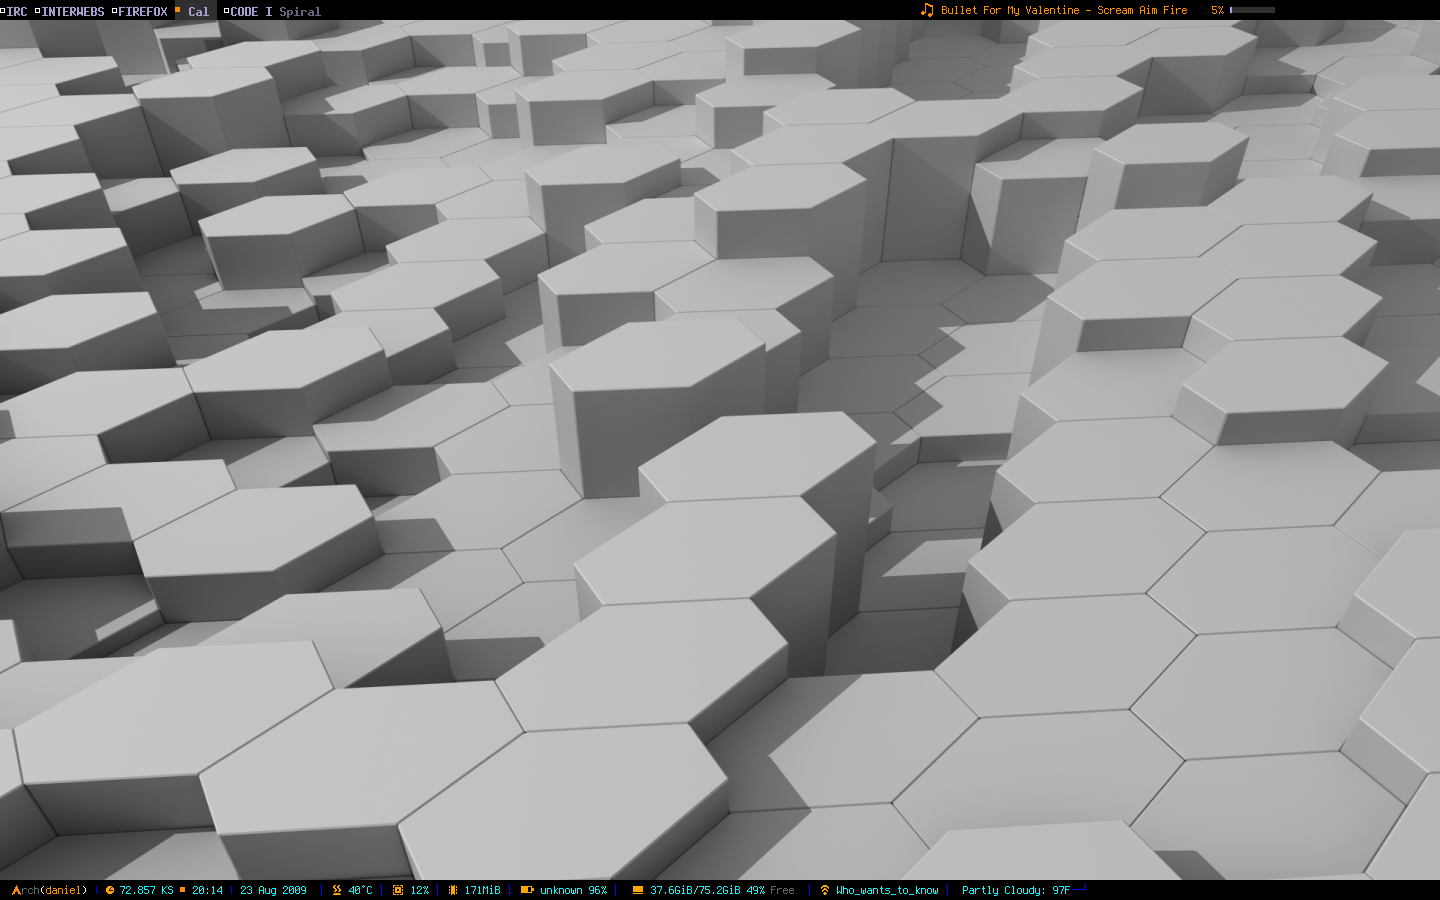 IRC INTERWEBS FIREFOX Cal CODE I Spiral
Bullet For My Valentine - Scream Aim Fire 5%
Arch(daniel) 72.857 KS 20:14 23 Aug 2009 40°C 12% 171MiB unknown 96% 37.6GiB/75.2GiB 49% Free Who_wants_to_know Partly Cloudy: 97F